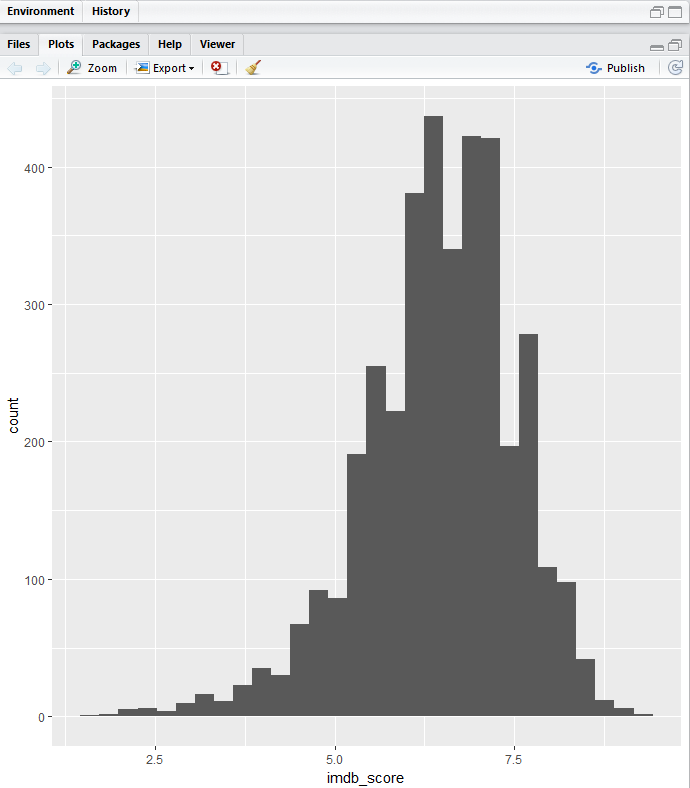 Environment History
Files Plots Packages Help Viewer
Zoom Export Publish
400
300
200
100
0
count
2.5 5.0 7.5
imdb_score